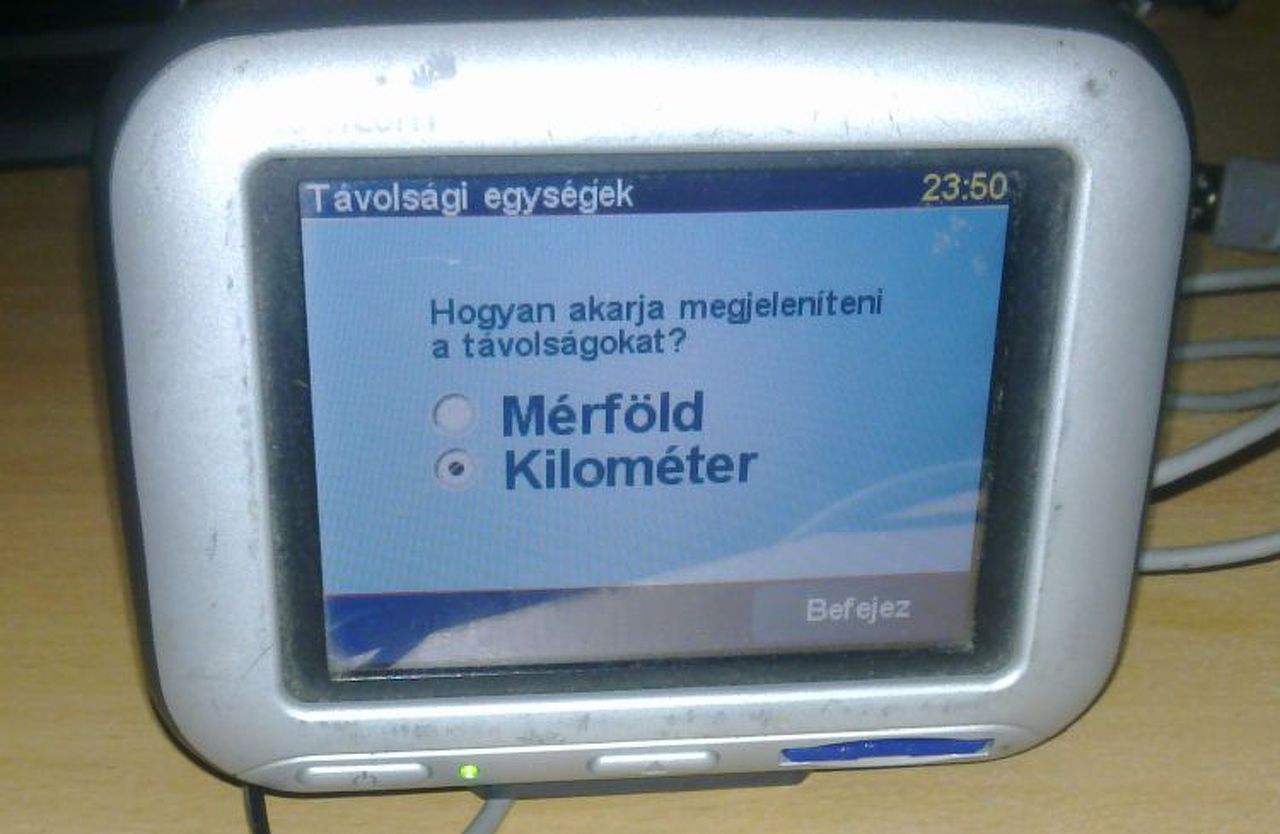 Távolsági egységek 23:50
Hogyan akarja megjeleníteni
a távolságokat?
Mérföld
Kilométer
Befejez